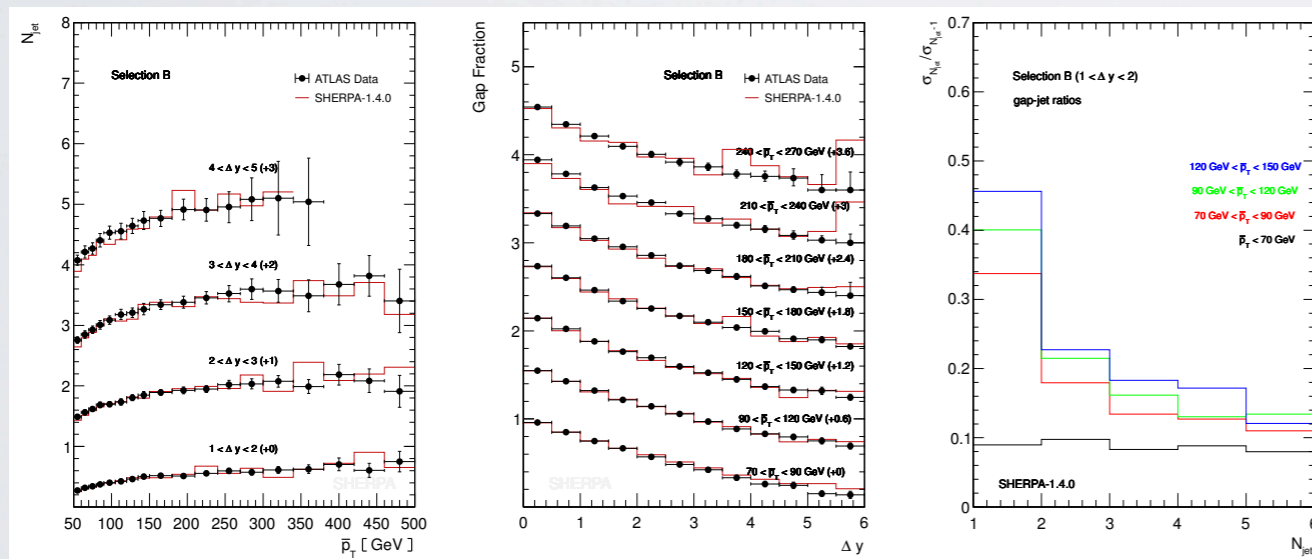 N_jet
8
7
6
5
4
3
2
1
Selection B
ATLAS Data
SHERPA-1.4.0
4 < Δ y < 5 (+3)
3 < Δ y < 4 (+2)
2 < Δ y < 3 (+1)
1 < Δ y < 2 (+0)
SHERPA
50 100 150 200 250 300 350 400 450 500
p̅_T [ GeV ]
Gap Fraction
5
4
3
2
1
0
Selection B
ATLAS Data
SHERPA-1.4.0
240 < p̅_T < 270 GeV (+3.6)
210 < p̅_T < 240 GeV (+3)
180 < p̅_T < 210 GeV (+2.4)
150 < p̅_T < 180 GeV (+1.8)
120 < p̅_T < 150 GeV (+1.2)
90 < p̅_T < 120 GeV (+0.6)
70 < p̅_T < 90 GeV (+0)
SHERPA
0 1 2 3 4 5 6
Δ y
σ_N_jet/σ_N_jet-1
0.7
0.6
0.5
0.4
0.3
0.2
0.1
0
Selection B (1 < Δ y < 2)
gap-jet ratios
120 GeV < p̅_T < 150 GeV
90 GeV < p̅_T < 120 GeV
70 GeV < p̅_T < 90 GeV
p̅_T < 70 GeV
SHERPA-1.4.0
1 2 3 4 5 6
N_jet